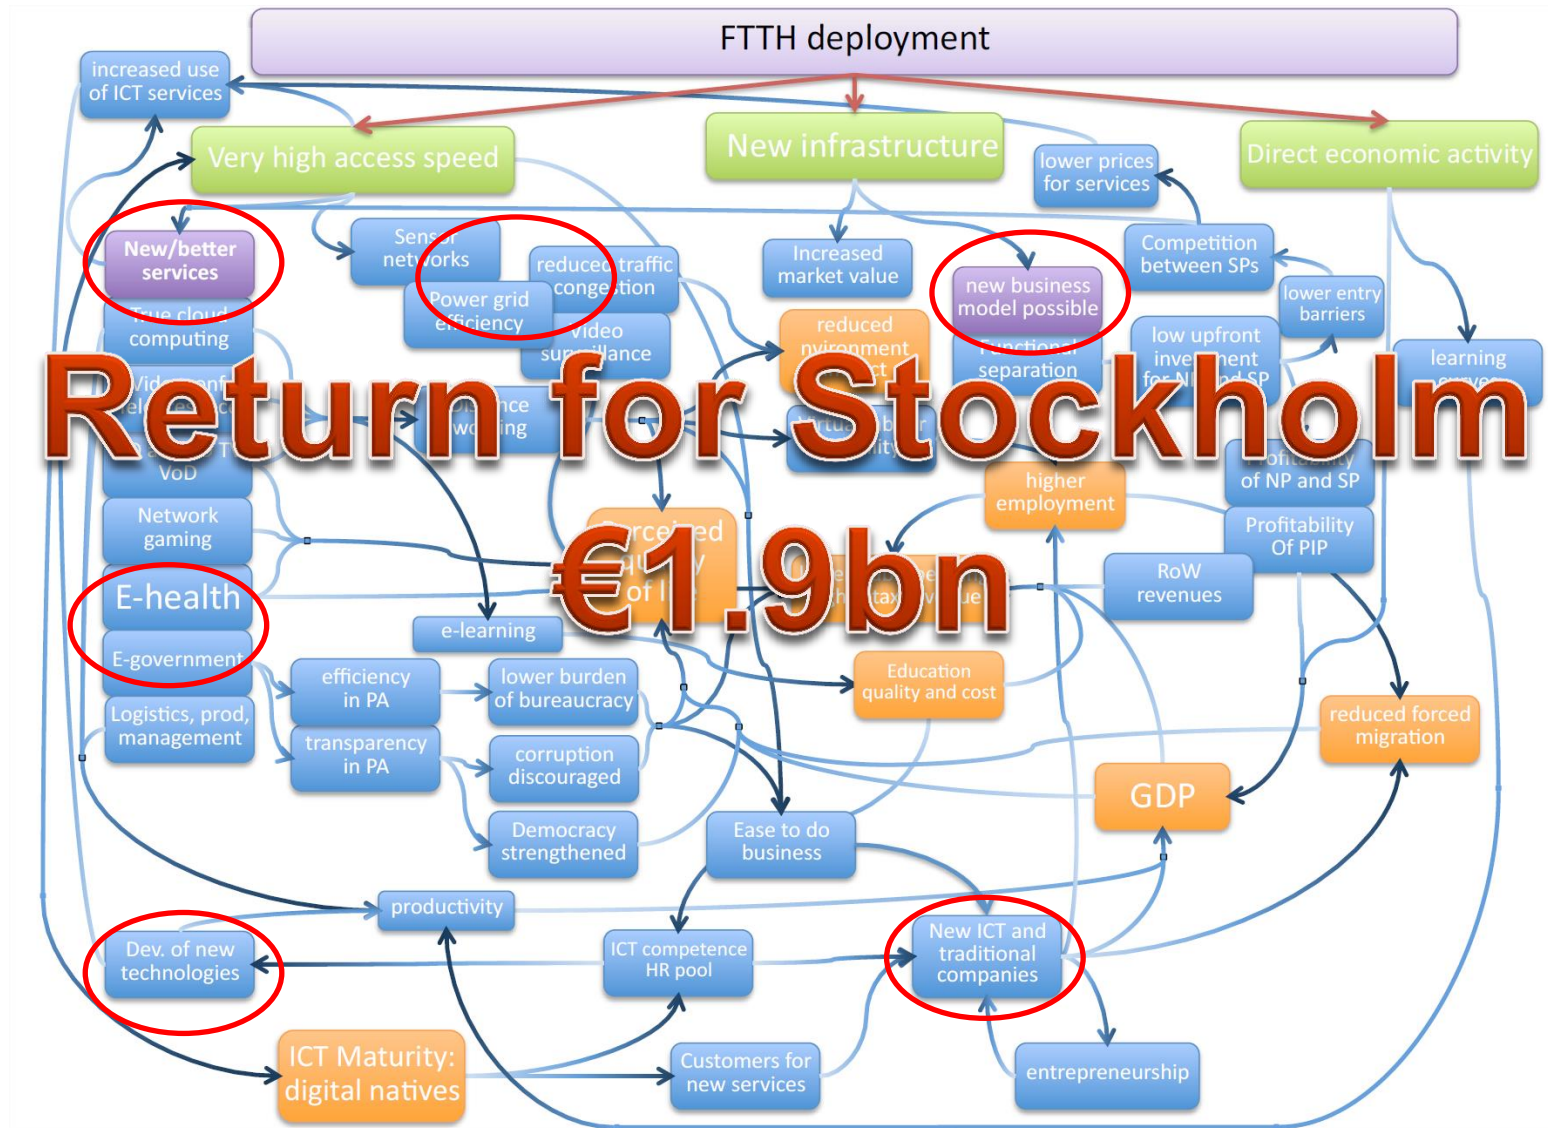 FTTH deployment
increased use
of ICT services
Very high access speed
New infrastructure
lower prices
for services
Direct economic activity
New/better
services
Sensor
networks
reduced traffic
congestion
Power grid
efficiency
Video
surveillance
Increased
market value
new business
model possible
Competition
between SPs
lower entry
barriers
True cloud
computing
reduced
Functional
separation
low upfront
learning
Return for Stockholm
VoD
Network
gaming
higher
employment
of NP and SP
Profitability
Of PIP
€1.9bn
E-health
RoW
revenues
e-learning
E-government
efficiency
in PA
lower burden
of bureaucracy
Education
quality and cost
Logistics, prod,
management
transparency
in PA
corruption
discouraged
reduced forced
migration
GDP
Democracy
strengthened
Ease to do
business
productivity
Dev. of new
technologies
ICT competence
HR pool
New ICT and
traditional
companies
ICT Maturity:
digital natives
Customers for
new services
entrepreneurship